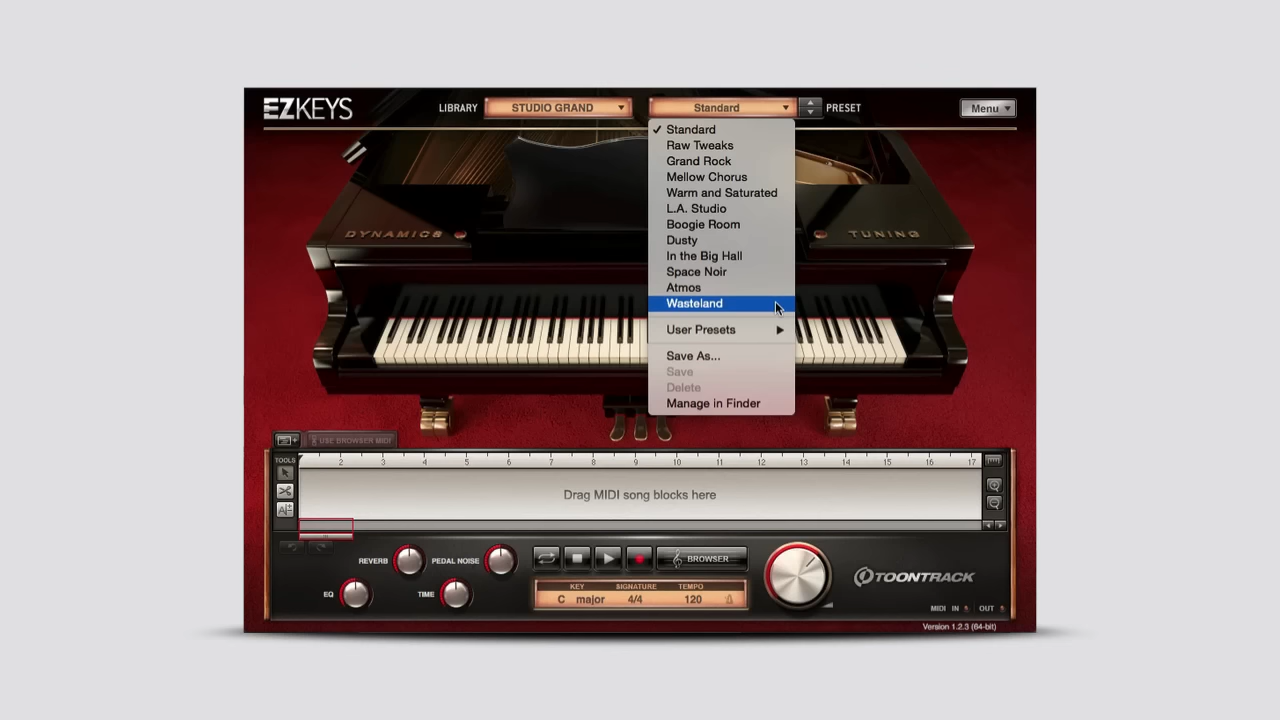 EZKEYS
LIBRARY STUDIO GRAND Standard PRESET Menu
Standard
Raw Tweaks
Grand Rock
Mellow Chorus
Warm and Saturated
L.A. Studio
Boogie Room
Dusty
In the Big Hall
Space Noir
Atmos
Wasteland
User Presets
Save As...
Save
Delete
Manage in Finder
DYNAMICS TUNING
USE BROWSER MIDI
TOOLS
2 3 4 5 6 7 8 9 10 11 12 13 14 15 16 17
Drag MIDI song blocks here
REVERB PEDAL NOISE BROWSER
EQ TIME
KEY SIGNATURE TEMPO
C major 4/4 120
TOONTRACK
MIDI IN OUT
Version 1.2.3 (64-bit)